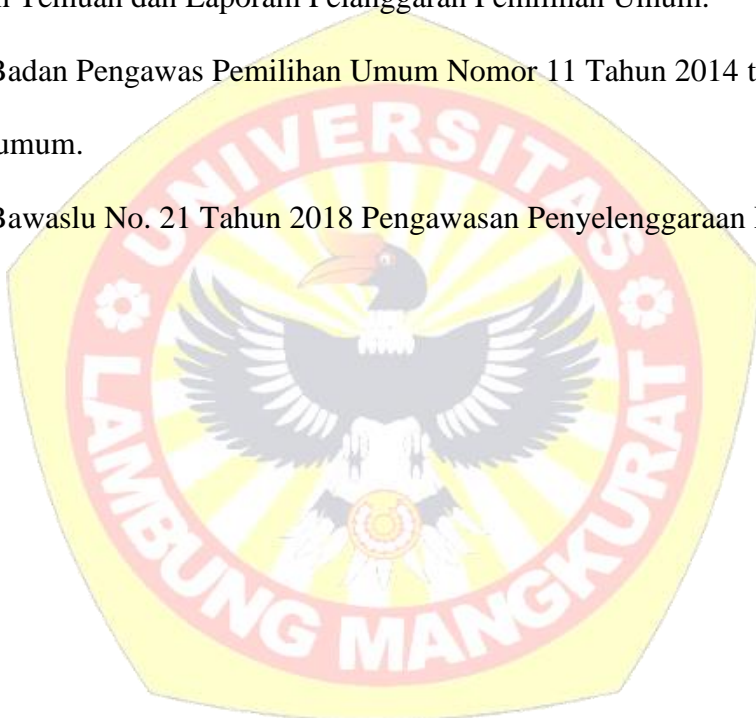 Temuan dan Laporam Pelanggaran Pemilihan Umum.
Badan Pengawas Pemilihan Umum Nomor 11 Tahun 2014
umum.
Bawaslu No. 21 Tahun 2018 Pengawasan Penyelenggaraan
UNIVERSITAS
LAMBUNG MANGKURAT